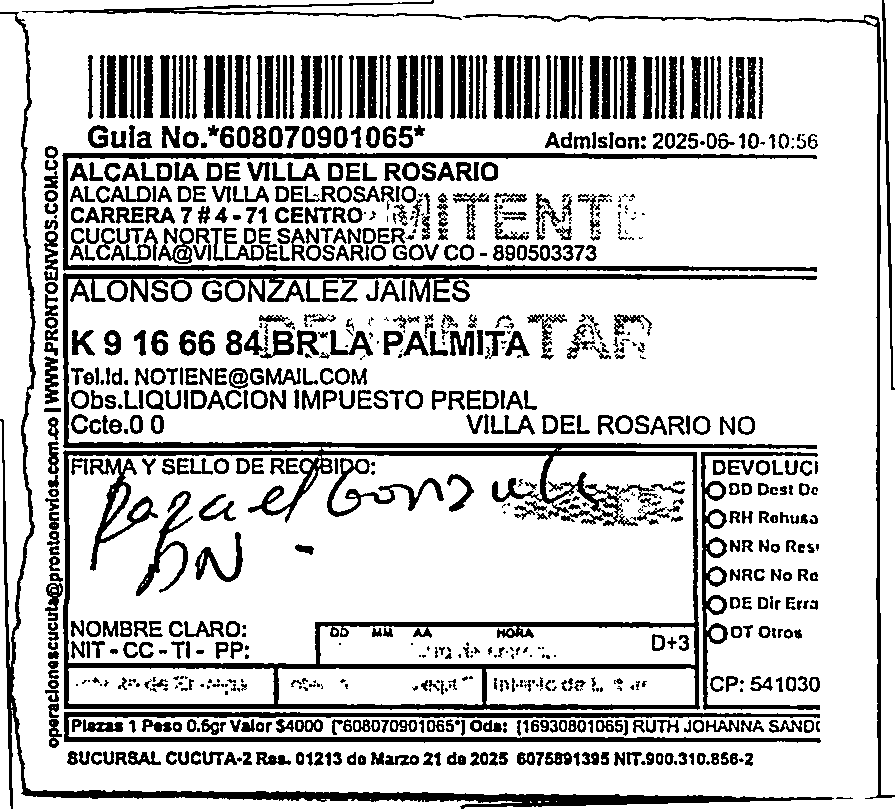 Guia No.*608070901065*
Admision: 2025-06-10-10:56
ALCALDIA DE VILLA DEL ROSARIO
ALCALDIA DE VILLA DEL ROSARIO
CARRERA 7 # 4 - 71 CENTRO
CUCUTA NORTE DE SANTANDER
ALCALDIA@VILLADELROSARIO GOV CO - 890503373
MITENTE
ALONSO GONZALEZ JAIMES
K 9 16 66 84 BR LA PALMITA
Tel.Id. NOTIENE@GMAIL.COM
Obs.LIQUIDACION IMPUESTO PREDIAL
Ccte.0 0 VILLA DEL ROSARIO NO
FIRMA Y SELLO DE RECIBIDO:
Rafael Gonzale
DN -
DEVOLUCI
DD Dest De
RH Rehusa
NR No Res
NRC No Re
DE Dir Erra
OT Otros
NOMBRE CLARO:
NIT - CC - TI - PP:
DD MM AA HORA
D+3
CP: 541030
Piezas 1 Peso 0.5gr Valor $4000 [*608070901065*] Oda: [16930801065] RUTH JOHANNA SANDO
SUCURSAL CUCUTA-2 Res. 01213 de Marzo 21 de 2025 6075891395 NIT.900.310.856-2
operacionescucuta@prontoenvios.com.co | WWW.PRONTOENVIOS.COM.CO